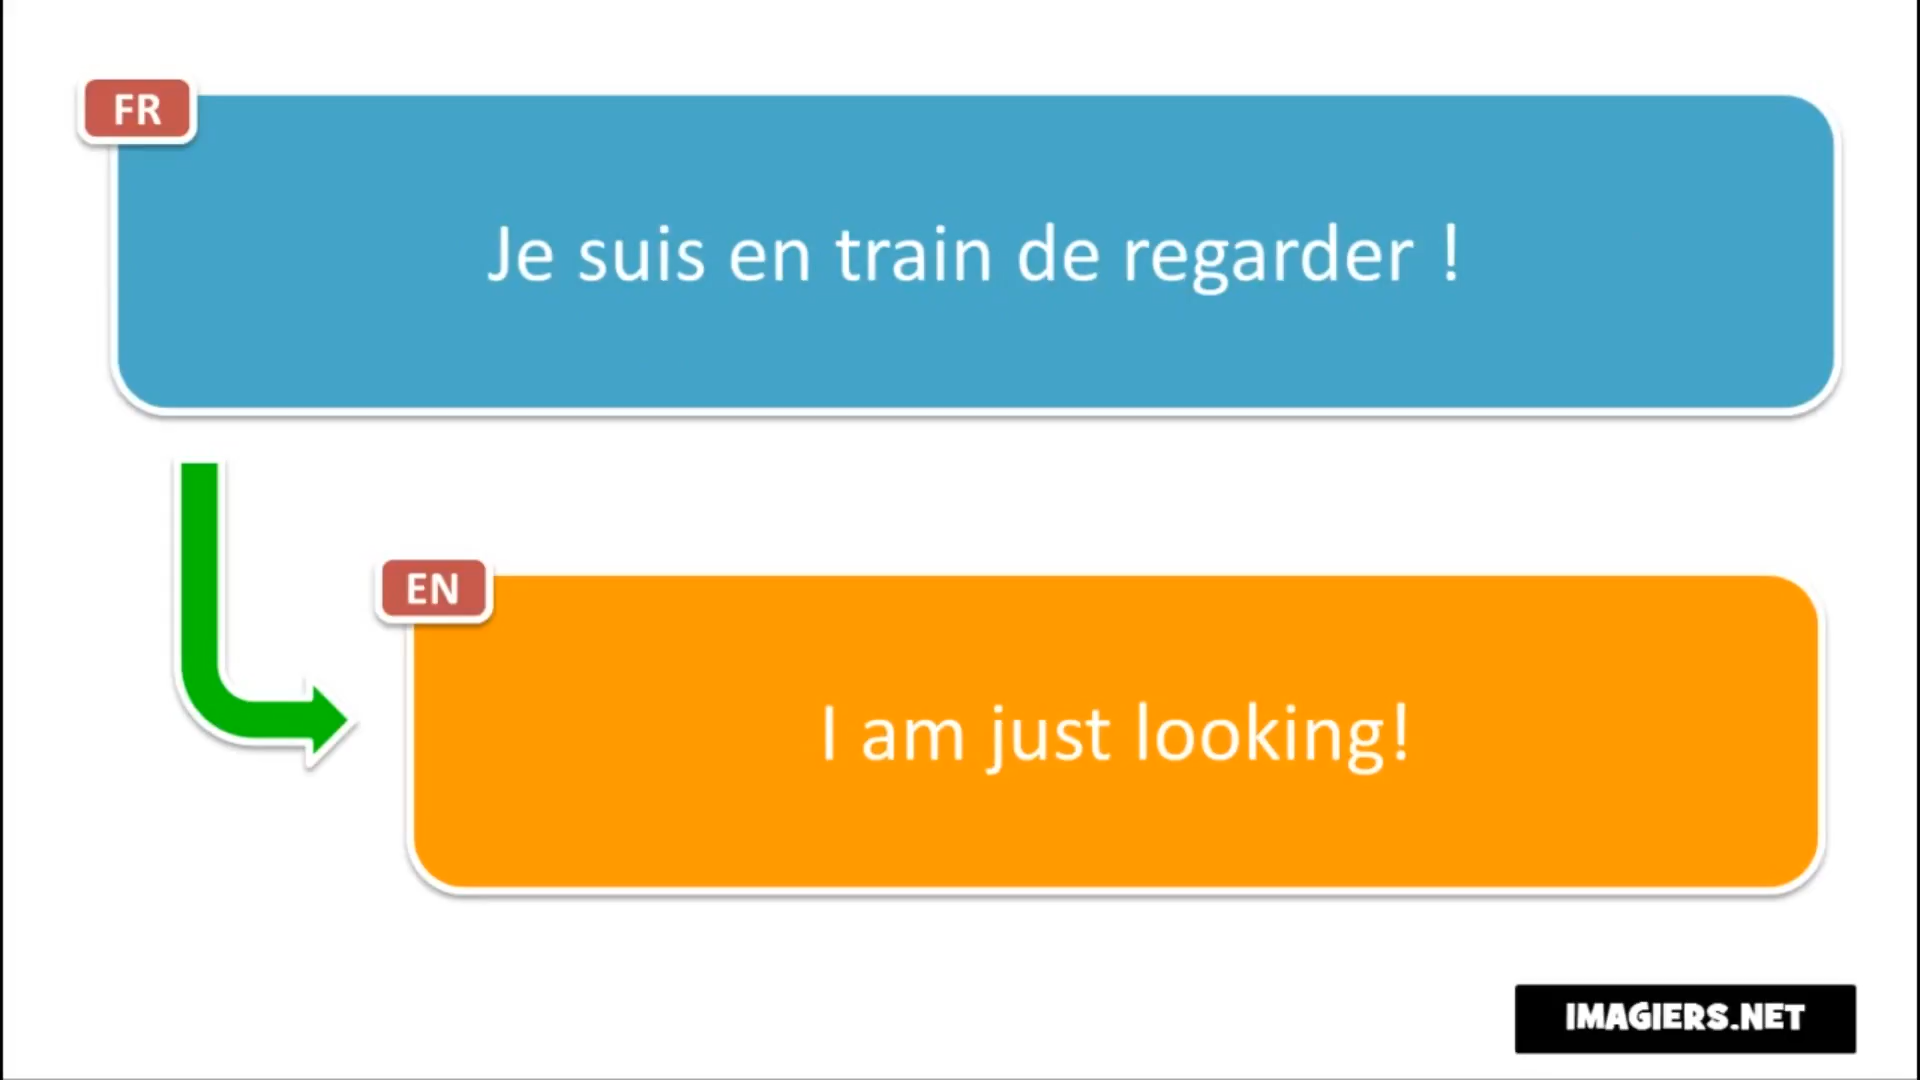 FR
Je suis en train de regarder !
EN
I am just looking!
IMAGIERS.NET